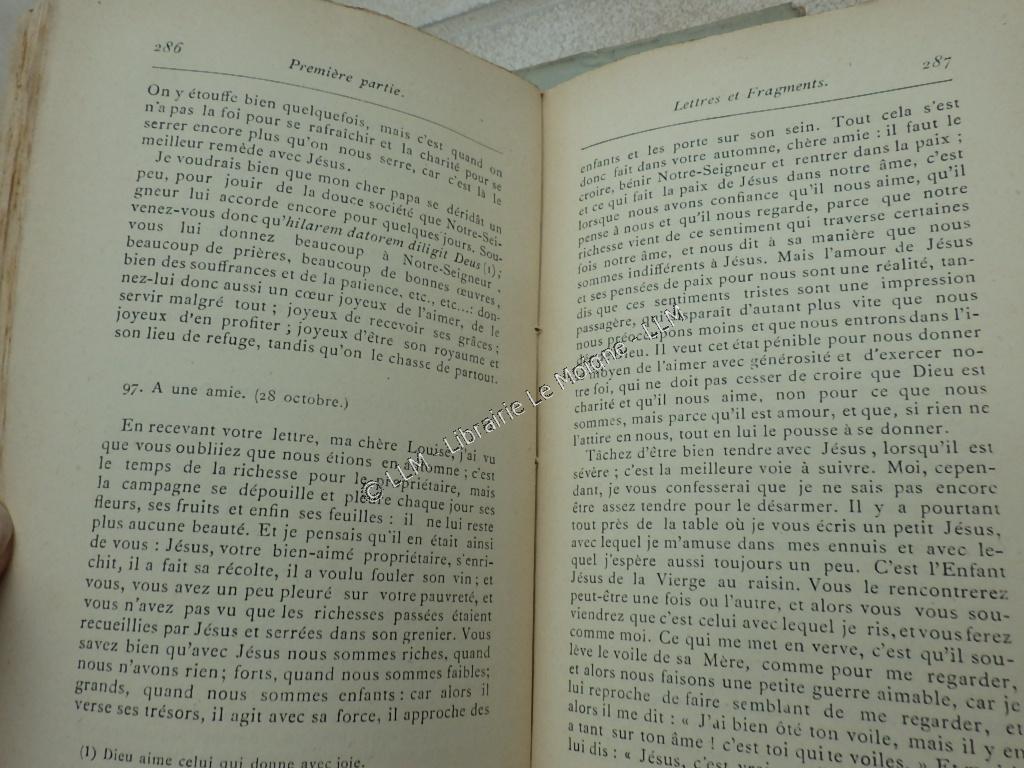 286
Première partie.
On y étouffe bien quelquefois, mais c'est quand on
n'a pas la foi pour se rafraîchir et la charité pour se
serrer encore plus qu'on nous serre, car c'est là le
meilleur remède avec Jésus.
Je voudrais bien que mon cher papa se déridât un
peu, pour jouir de la douce société que Notre-Sei-
gneur lui accorde encore pour quelques jours. Sou-
venez-vous donc qu'hilarem datorem diligit Deus (1);
vous lui donnez beaucoup à Notre-Seigneur,
beaucoup de prières, beaucoup de bonnes œuvres,
bien des souffrances et de la patience, etc., etc...: don-
nez-lui donc aussi un cœur joyeux de l'aimer, de le
servir malgré tout ; joyeux de recevoir ses grâces ;
joyeux d'en profiter ; joyeux d'être son royaume et
son lieu de refuge, tandis qu'on le chasse de partout.
97. A une amie. (28 octobre.)
En recevant votre lettre, ma chère Louise, j'ai vu
que vous oubliiez que nous étions en automne ; c'est
le temps de la richesse pour le propriétaire, mais
la campagne se dépouille et pleure chaque jour ses
fleurs, ses fruits et enfin ses feuilles : il ne lui reste
plus aucune beauté. Et je pensais qu'il en était ainsi
de vous : Jésus, votre bien-aimé propriétaire, s'enri-
chit, il a fait sa récolte, il a voulu fouler son vin ; et
vous, vous avez un peu pleuré sur votre pauvreté, et
vous n'avez pas vu que les richesses passées étaient
recueillies par Jésus et serrées dans son grenier. Vous
savez bien qu'avec Jésus nous sommes riches, quand
nous n'avons rien ; forts, quand nous sommes faibles ;
grands, quand nous sommes enfants : car alors il
verse ses trésors, il agit avec sa force, il approche des
(1) Dieu aime celui qui donne avec joie.
Lettres et Fragments.
287
enfants et les porte sur son sein. Tout cela s'est
donc fait dans votre automne, chère amie : il faut le
croire, bénir Notre-Seigneur et rentrer dans la paix ;
et ce qui fait la paix de Jésus dans notre âme, c'est
lorsque nous avons confiance qu'il nous aime, qu'il
pense à nous et qu'il nous regarde, parce que notre
richesse vient de ce sentiment qui traverse certaines
fois notre âme, et nous dit à sa manière que nous
sommes indifférents à Jésus. Mais l'amour de Jésus
et ses pensées de paix pour nous sont une réalité, tan-
dis que ces sentiments tristes sont une impression
passagère, qui disparaît d'autant plus vite que nous
nous préoccupons moins et que nous entrons dans l'i-
dée de Dieu. Il veut cet état pénible pour nous donner
le moyen de l'aimer avec générosité et d'exercer no-
tre foi, qui ne doit pas cesser de croire que Dieu est
charité et qu'il nous aime, non pour ce que nous
sommes, mais parce qu'il est amour, et que, si rien ne
l'attire en nous, tout en lui le pousse à se donner.
Tâchez d'être bien tendre avec Jésus, lorsqu'il est
sévère ; c'est la meilleure voie à suivre. Moi, cepen-
dant, je vous confesserai que je ne sais pas encore
être assez tendre pour le désarmer. Il y a pourtant
tout près de la table où je vous écris un petit Jésus,
avec lequel je m'amuse dans mes ennuis et avec le-
quel j'espère aussi toujours un peu. C'est l'Enfant
Jésus de la Vierge au raisin. Vous le rencontrerez
peut-être une fois ou l'autre, et alors vous vous sou-
viendrez que c'est celui avec lequel je ris, et vous ferez
comme moi. Ce qui me met en verve, c'est qu'il sou-
lève le voile de sa Mère, comme pour me regarder,
et alors nous faisons une petite guerre aimable, car je
lui reproche de faire semblant de me regarder, et
alors il me dit : « J'ai bien ôté ton voile, mais il y en
a tant sur ton âme ! c'est toi qui te voiles. » Et
lui dis : « Jésus, c'est
© LLM - Librairie Le Moigne - LLM